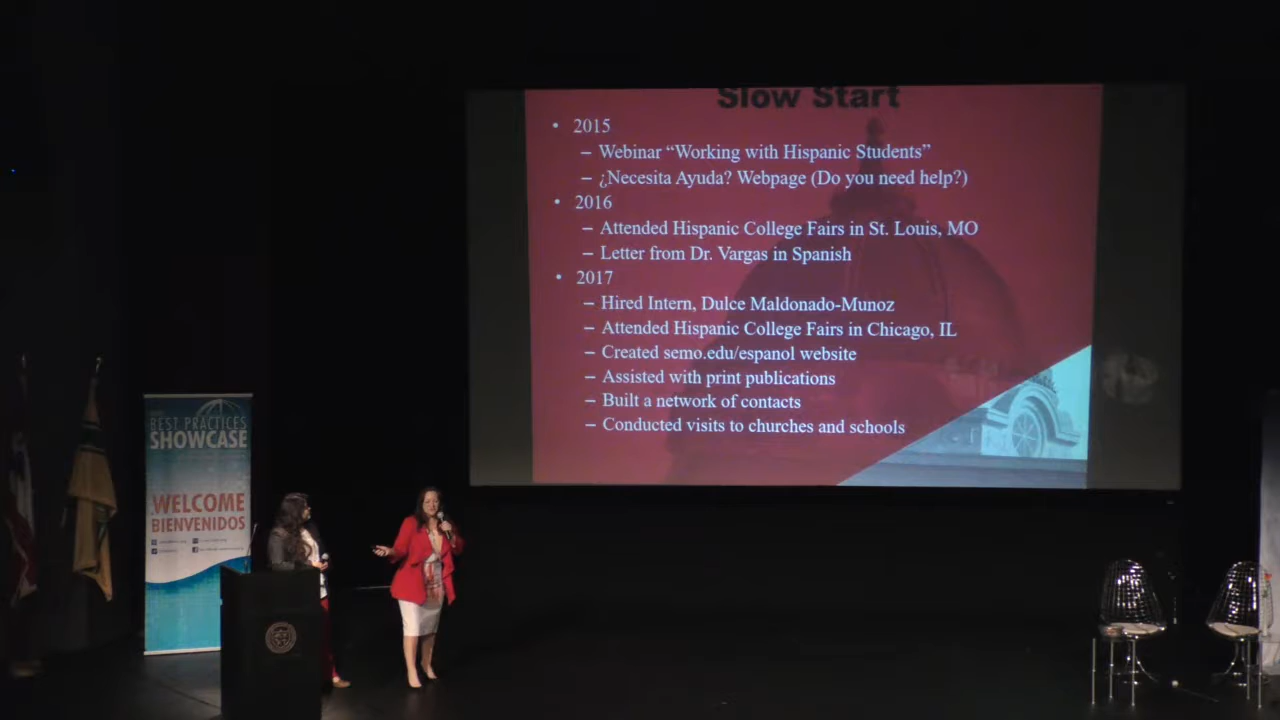 Slow Start
• 2015
– Webinar “Working with Hispanic Students”
– ¿Necesita Ayuda? Webpage (Do you need help?)
• 2016
– Attended Hispanic College Fairs in St. Louis, MO
– Letter from Dr. Vargas in Spanish
• 2017
– Hired Intern, Dulce Maldonado-Munoz
– Attended Hispanic College Fairs in Chicago, IL
– Created semo.edu/espanol website
– Assisted with print publications
– Built a network of contacts
– Conducted visits to churches and schools
BEST PRACTICES
SHOWCASE
WELCOME
BIENVENIDOS